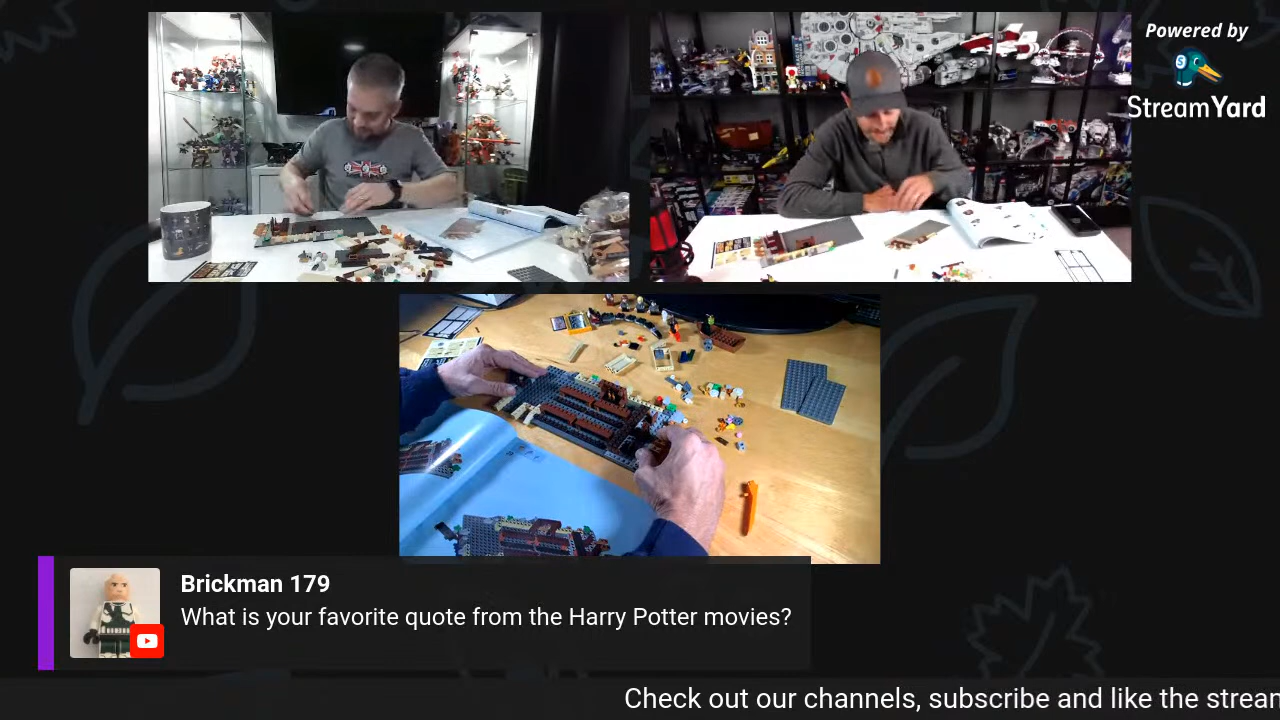 Powered by
StreamYard
Brickman 179
What is your favorite quote from the Harry Potter movies?
Check out our channels, subscribe and like the strear